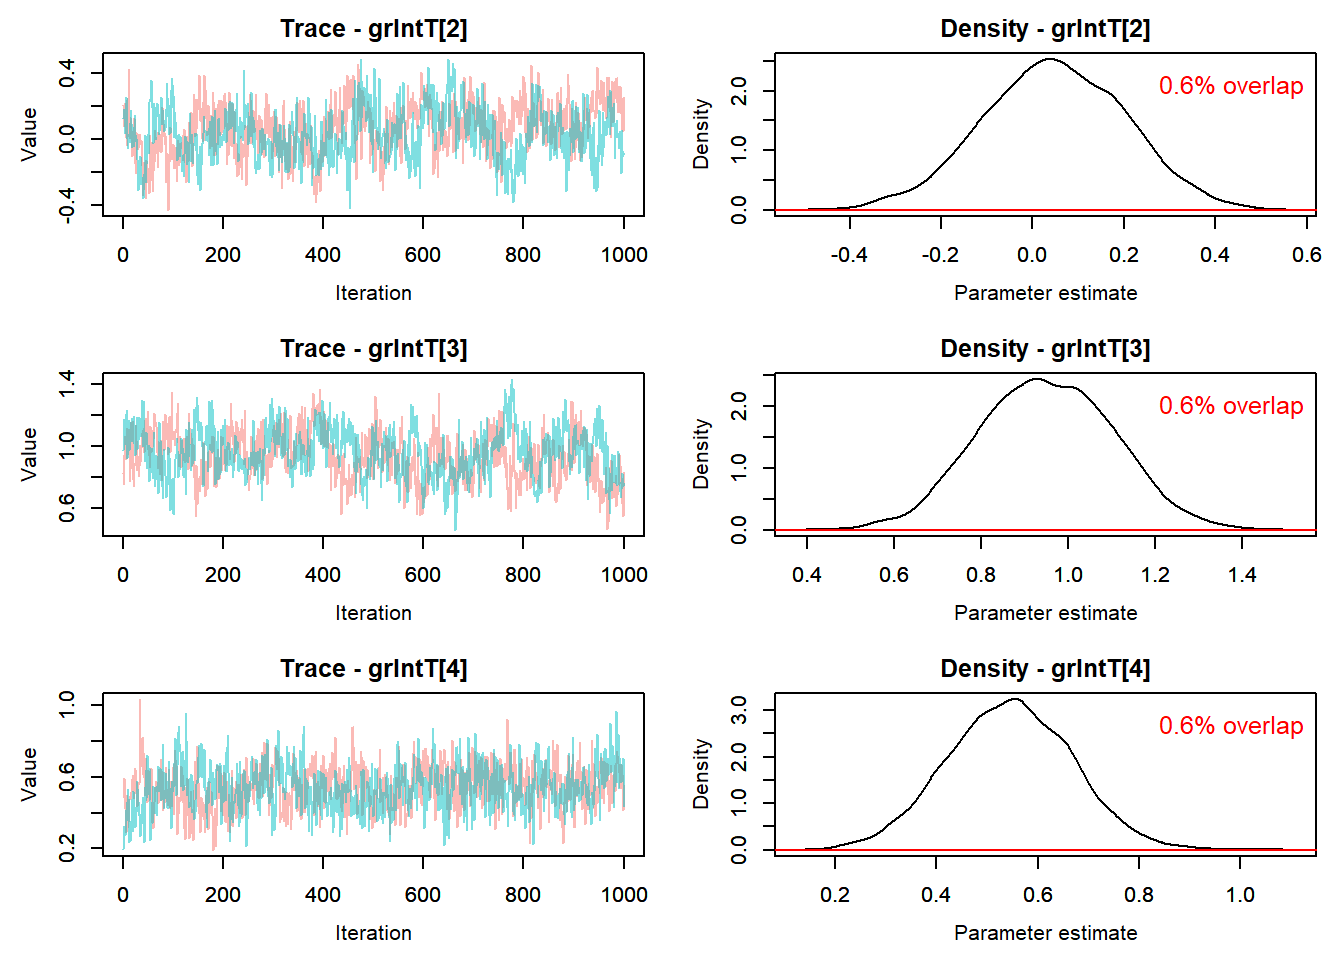 Trace - grIntT[2]
Value
-0.4 0.0 0.4
0 200 400 600 800 1000
Iteration
Density - grIntT[2]
0.6% overlap
Density
0.0 1.0 2.0
-0.4 -0.2 0.0 0.2 0.4 0.6
Parameter estimate
Trace - grIntT[3]
Value
0.6 1.0 1.4
0 200 400 600 800 1000
Iteration
Density - grIntT[3]
0.6% overlap
Density
0.0 1.0 2.0
0.4 0.6 0.8 1.0 1.2 1.4
Parameter estimate
Trace - grIntT[4]
Value
0.2 0.6 1.0
0 200 400 600 800 1000
Iteration
Density - grIntT[4]
0.6% overlap
Density
0.0 1.0 2.0 3.0
0.2 0.4 0.6 0.8 1.0
Parameter estimate